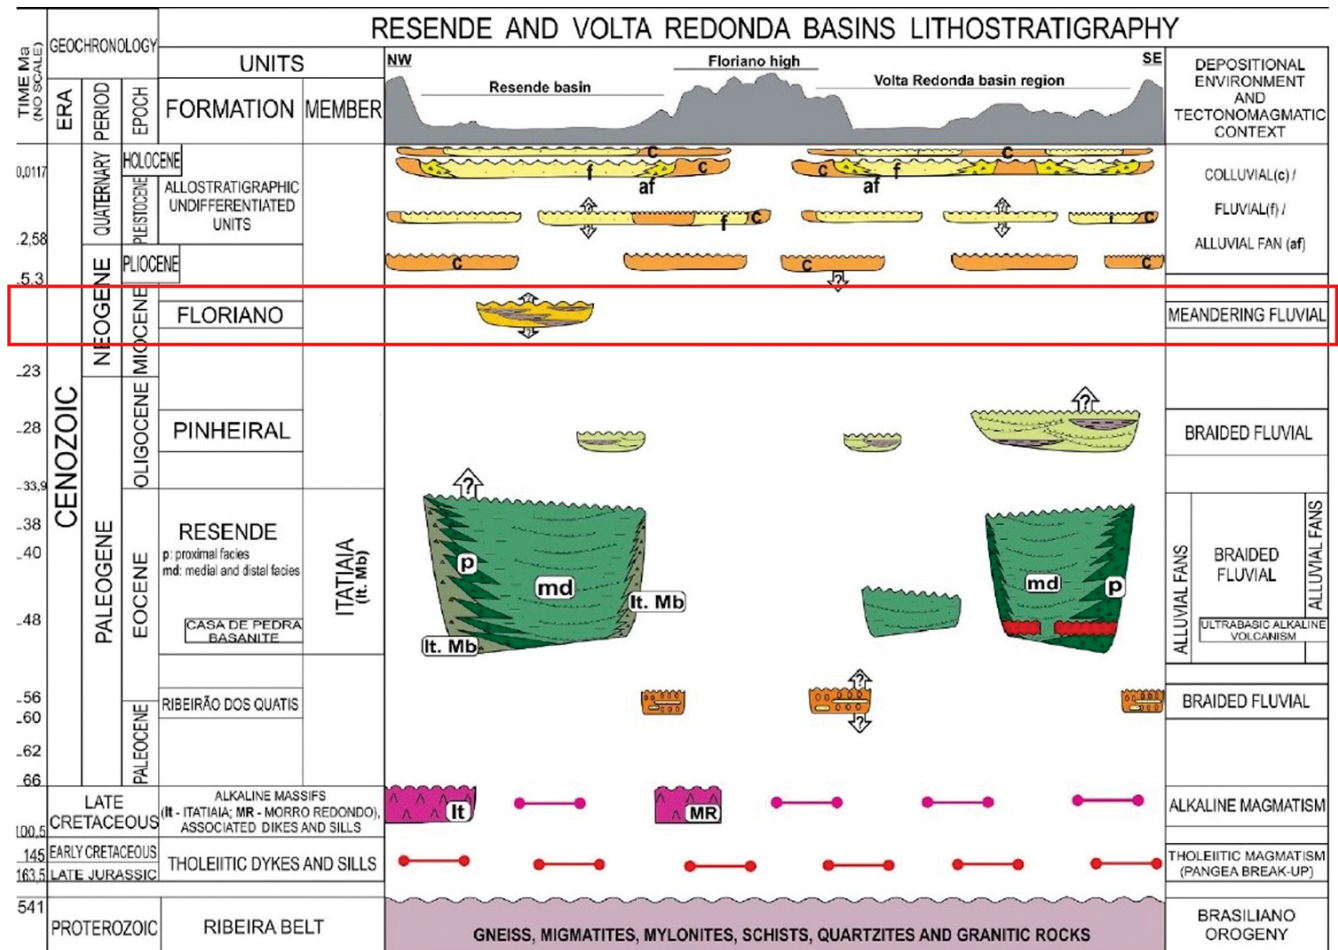 RESENDE AND VOLTA REDONDA BASINS LITHOSTRATIGRAPHY
TIME Ma
(NO SCALE)
GEOCHRONOLOGY
ERA
PERIOD
EPOCH
UNITS
FORMATION
MEMBER
NW
Resende basin
Floriano high
Volta Redonda basin region
SE
DEPOSITIONAL
ENVIRONMENT
AND
TECTONOMAGMATIC
CONTEXT
0,0117
2,58
5.3
23
28
33,9
38
40
48
56
60
62
66
100,5
145
163,5
541
CENOZOIC
QUATERNARY
NEOGENE
PALEOGENE
HOLOCENE
PLEISTOCENE
PLIOCENE
MIOCENE
OLIGOCENE
EOCENE
PALEOCENE
ALLOSTRATIGRAPHIC
UNDIFFERENTIATED
UNITS
c
f
af
c
c
c
f
af
?
?
f
c
?
?
f
c
c
c
?
c
COLLUVIAL(c) /
FLUVIAL(f) /
ALLUVIAL FAN (af)
FLORIANO
?
?
MEANDERING FLUVIAL
PINHEIRAL
?
BRAIDED FLUVIAL
RESENDE
p: proximal facies
md: medial and distal facies
CASA DE PEDRA
BASANITE
ITATIAIA
(It. Mb)
?
p
md
It. Mb
It. Mb
md
p
ALLUVIAL FANS
BRAIDED
FLUVIAL
ALLUVIAL FANS
ULTRABASIC ALKALINE
VOLCANISM
RIBEIRÃO DOS QUATIS
?
?
BRAIDED FLUVIAL
LATE
CRETACEOUS
ALKALINE MASSIFS
(It - ITATIAIA; MR - MORRO REDONDO),
ASSOCIATED DIKES AND SILLS
It
MR
ALKALINE MAGMATISM
EARLY CRETACEOUS
LATE JURASSIC
THOLEIITIC DYKES AND SILLS
THOLEIITIC MAGMATISM
(PANGEA BREAK-UP)
PROTEROZOIC
RIBEIRA BELT
GNEISS, MIGMATITES, MYLONITES, SCHISTS, QUARTZITES AND GRANITIC ROCKS
BRASILIANO
OROGENY